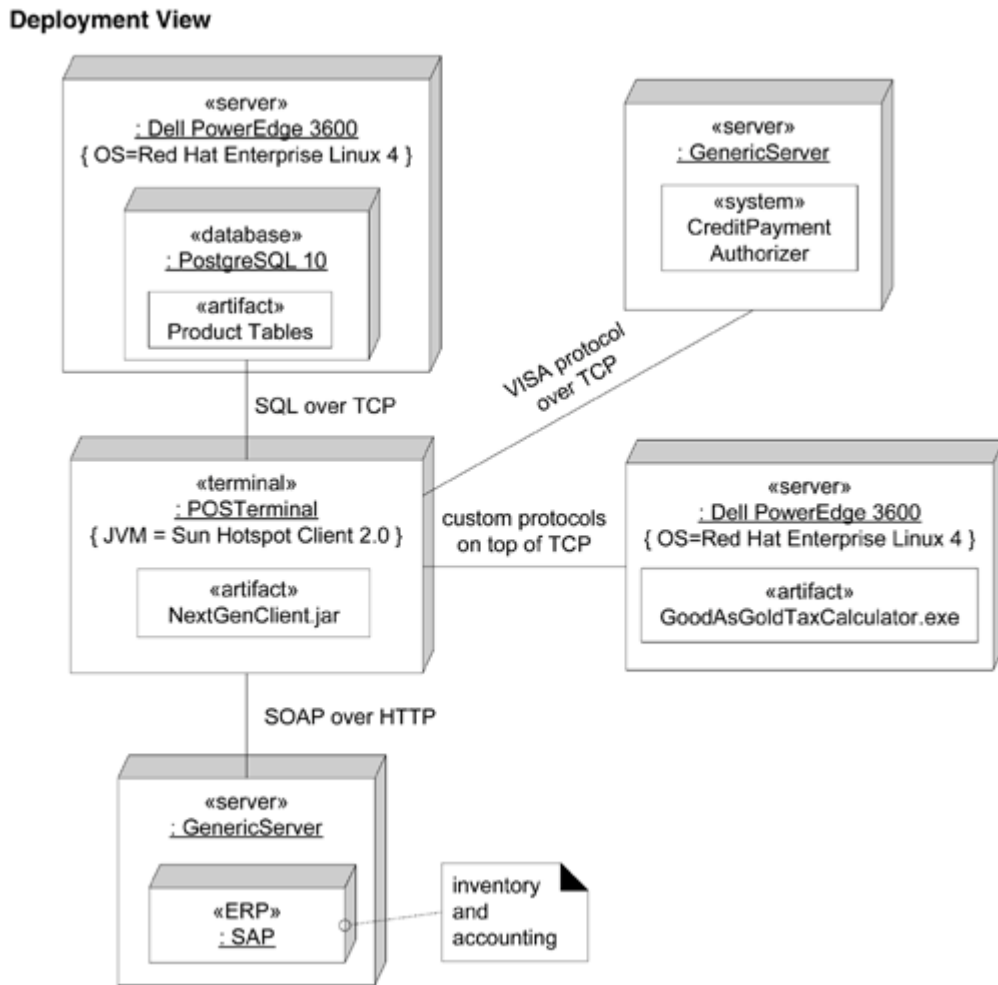 Deployment View
«server»
: Dell PowerEdge 3600
{ OS=Red Hat Enterprise Linux 4 }
«database»
: PostgreSQL 10
«artifact»
Product Tables
«server»
: GenericServer
«system»
CreditPayment
Authorizer
SQL over TCP
VISA protocol
over TCP
«terminal»
: POSTerminal
{ JVM = Sun Hotspot Client 2.0 }
«artifact»
NextGenClient.jar
custom protocols
on top of TCP
«server»
: Dell PowerEdge 3600
{ OS=Red Hat Enterprise Linux 4 }
«artifact»
GoodAsGoldTaxCalculator.exe
SOAP over HTTP
«server»
: GenericServer
«ERP»
: SAP
inventory
and
accounting